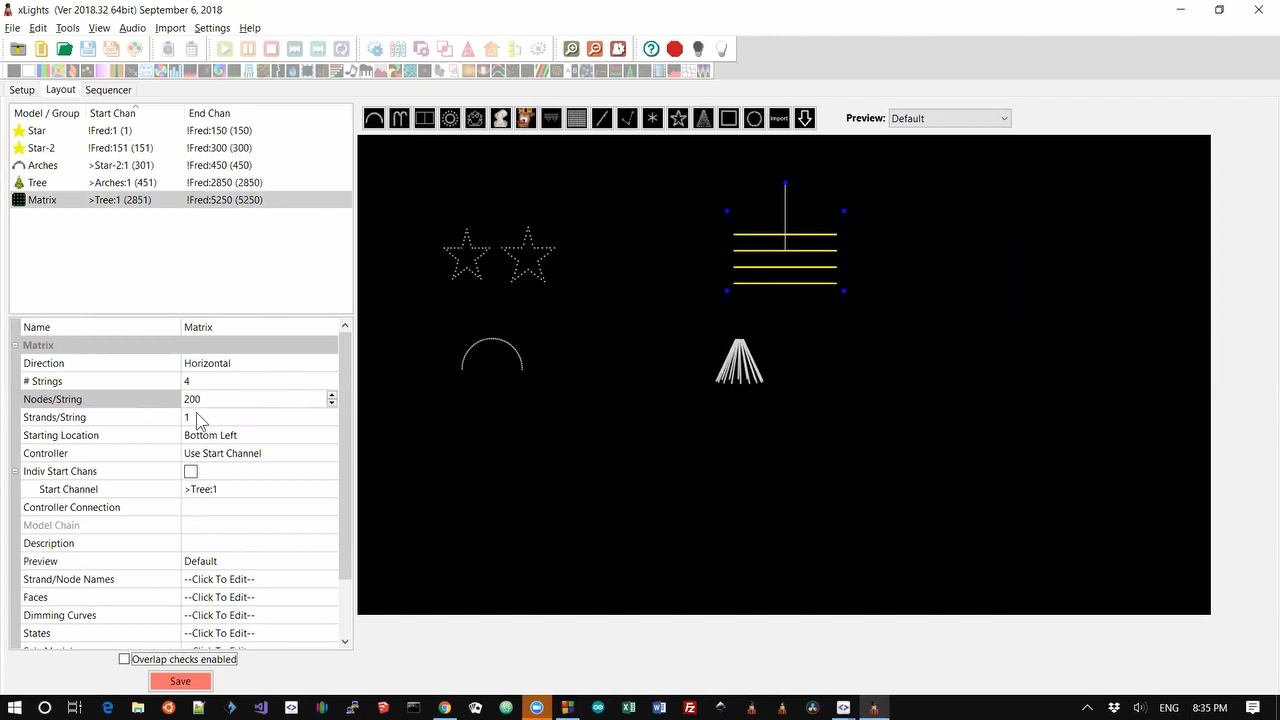 xLights   (Ver 2018.32 64bit) September 6, 2018
File Edit Tools View Audio Import Settings Help
Setup Layout Sequencer
Model / Group Start Chan End Chan
Star !Fred:1 (1) !Fred:150 (150)
Star-2 !Fred:151 (151) !Fred:300 (300)
Arches >Star-2:1 (301) !Fred:450 (450)
Tree >Arches:1 (451) !Fred:2850 (2850)
Matrix >Tree:1 (2851) !Fred:5250 (5250)
Import
Preview: Default
Name Matrix
Matrix
Direction Horizontal
# Strings 4
Nodes/String 200
Strands/String 1
Starting Location Bottom Left
Controller Use Start Channel
Indiv Start Chans
Start Channel >Tree:1
Controller Connection
Model Chain
Description
Preview Default
Strand/Node Names --Click To Edit--
Faces --Click To Edit--
Dimming Curves --Click To Edit--
States --Click To Edit--
Overlap checks enabled
Save
ENG 8:35 PM